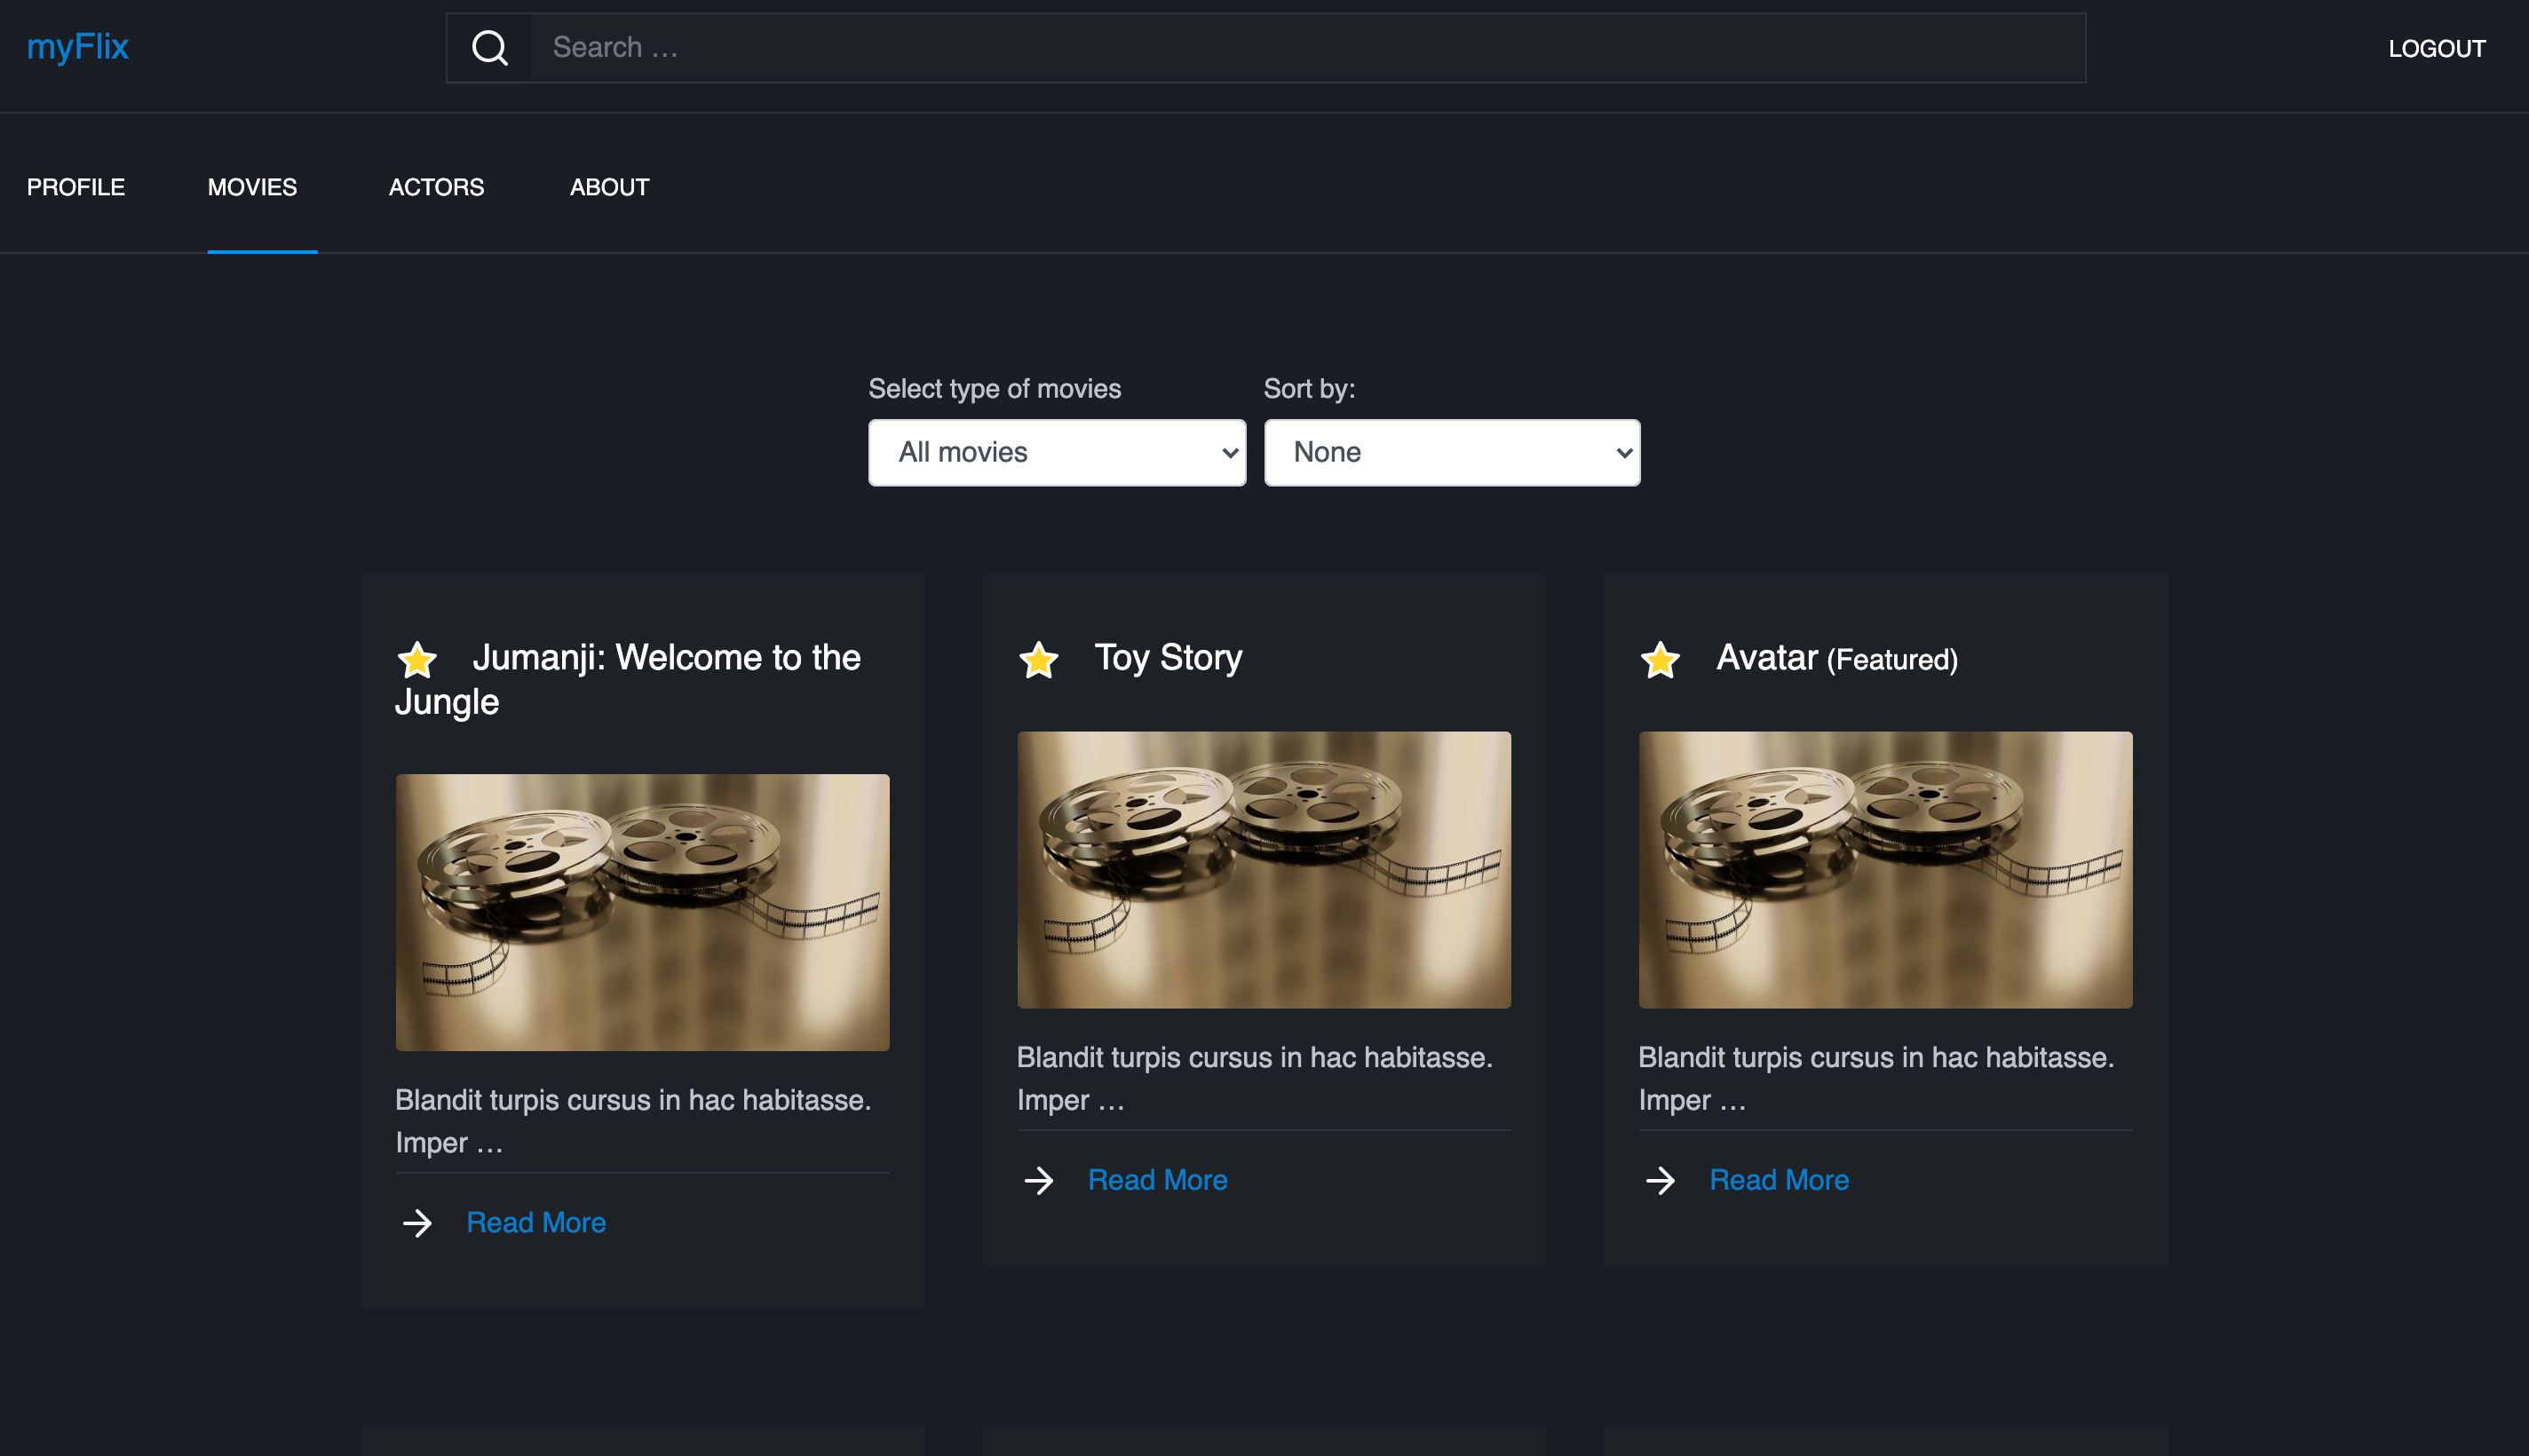 myFlix
Search …
LOGOUT
PROFILE
MOVIES
ACTORS
ABOUT
Select type of movies
All movies
Sort by:
None
Jumanji: Welcome to the
Jungle
Blandit turpis cursus in hac habitasse.
Imper …
Read More
Toy Story
Blandit turpis cursus in hac habitasse.
Imper …
Read More
Avatar (Featured)
Blandit turpis cursus in hac habitasse.
Imper …
Read More